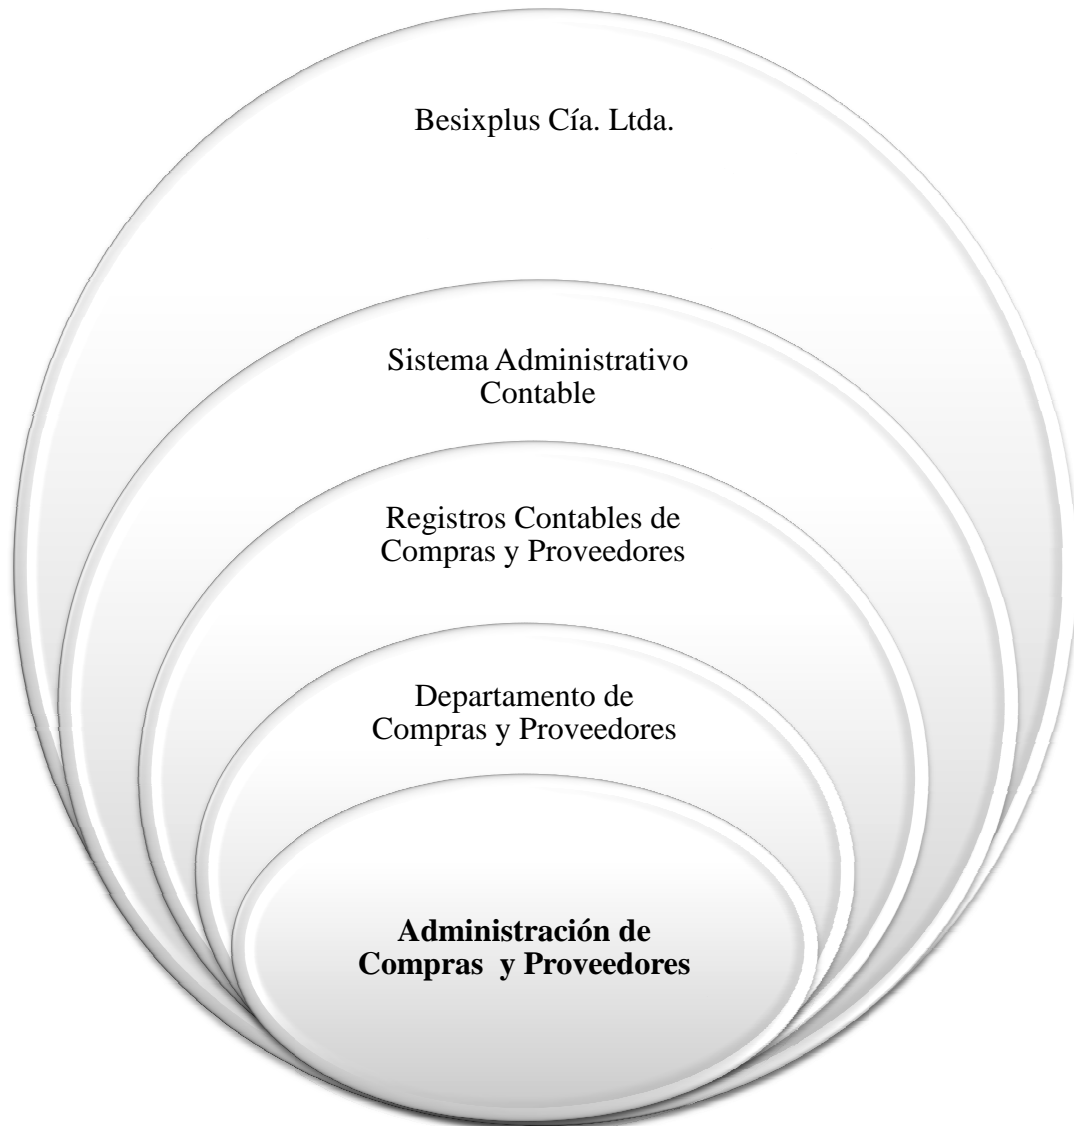 Besixplus Cía. Ltda.
Sistema Administrativo
Contable
Registros Contables de
Compras y Proveedores
Departamento de
Compras y Proveedores
Administración de
Compras y Proveedores